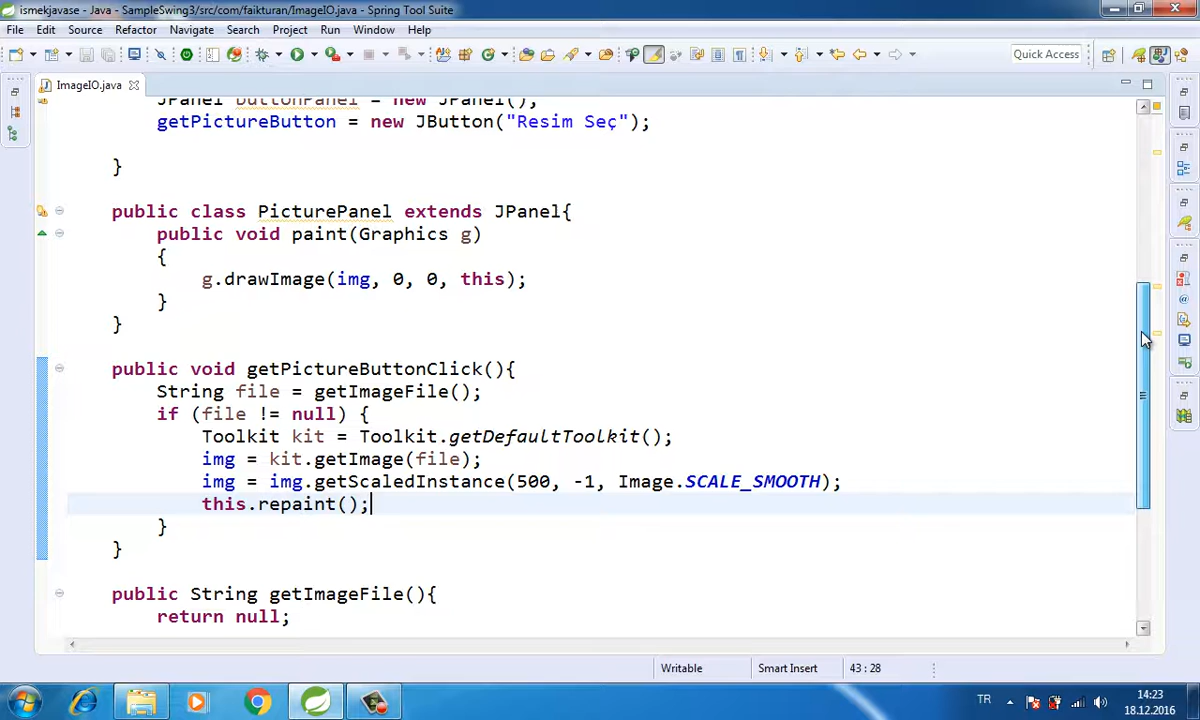 ismekjavase - Java - SampleSwing3/src/com/faikturan/ImageIO.java - Spring Tool Suite
File Edit Source Refactor Navigate Search Project Run Window Help
Quick Access
ImageIO.java
JPanel buttonPanel = new JPanel();
getPictureButton = new JButton("Resim Seç");
}
public class PicturePanel extends JPanel{
public void paint(Graphics g)
{
g.drawImage(img, 0, 0, this);
}
}
public void getPictureButtonClick(){
String file = getImageFile();
if (file != null) {
Toolkit kit = Toolkit.getDefaultToolkit();
img = kit.getImage(file);
img = img.getScaledInstance(500, -1, Image.SCALE_SMOOTH);
this.repaint();
}
}
public String getImageFile(){
return null;
Writable Smart Insert 43 : 28
TR 14:23
18.12.2016